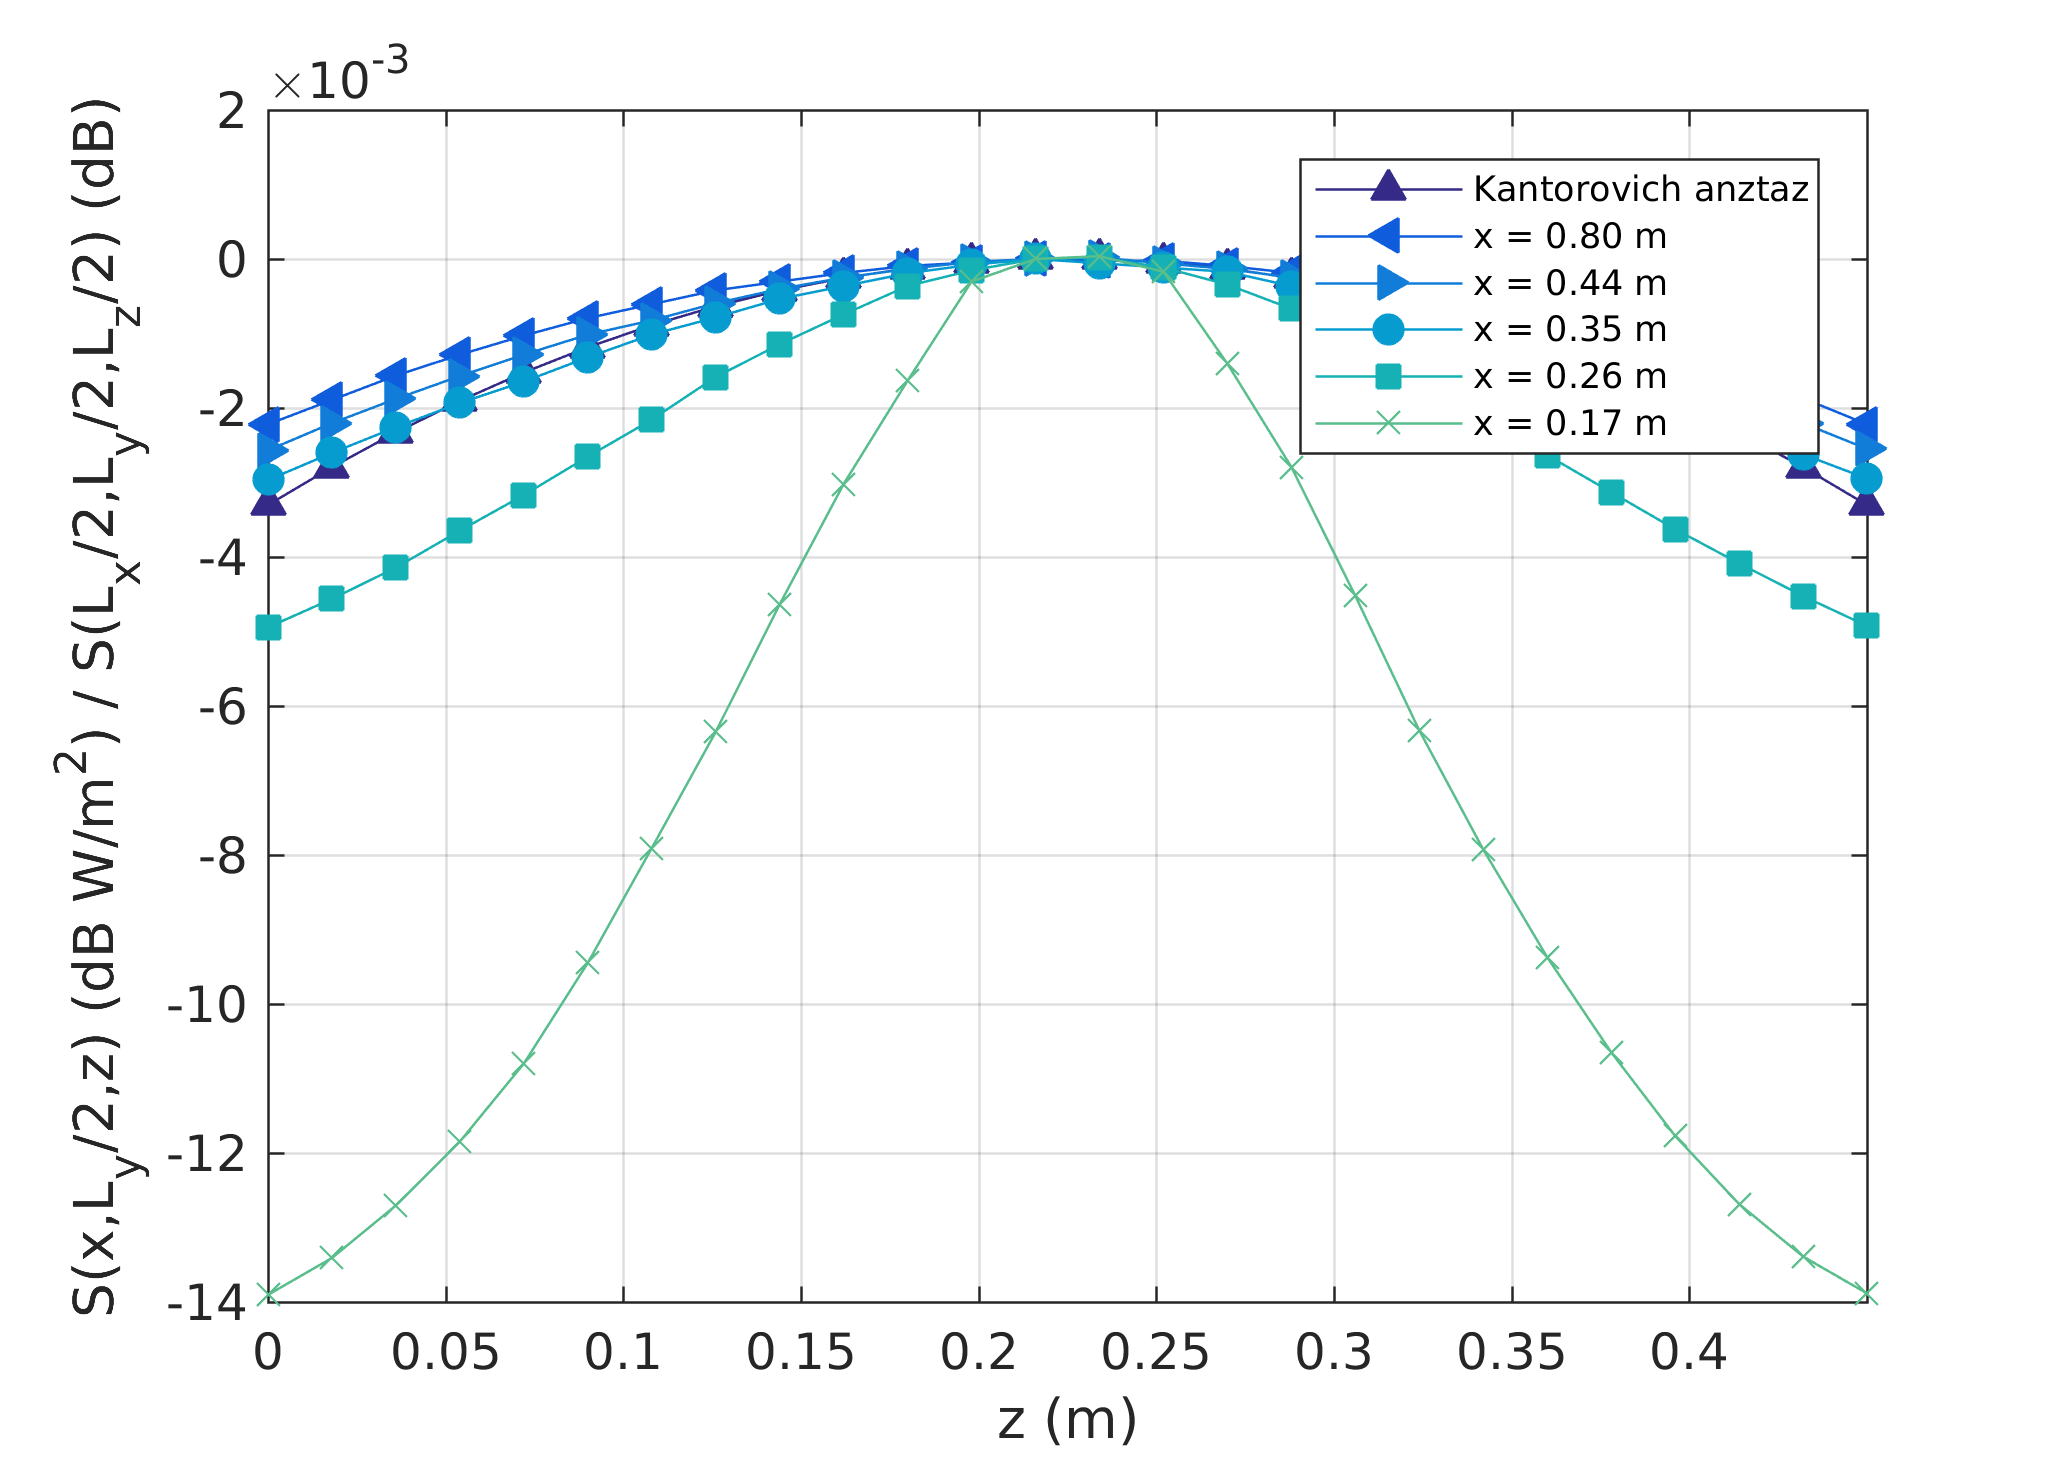 ×10-3
2
0
-2
-4
-6
-8
-10
-12
-14
S(x,Ly/2,z) (dB W/m2) / S(Lx/2,Ly/2,Lz/2) (dB)
Kantorovich anztaz
x = 0.80 m
x = 0.44 m
x = 0.35 m
x = 0.26 m
x = 0.17 m
0 0.05 0.1 0.15 0.2 0.25 0.3 0.35 0.4
z (m)